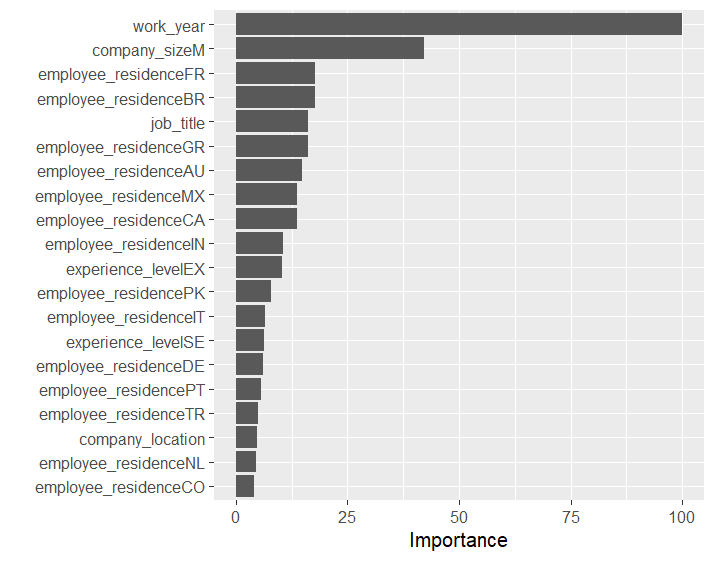 work_year
company_sizeM
employee_residenceFR
employee_residenceBR
job_title
employee_residenceGR
employee_residenceAU
employee_residenceMX
employee_residenceCA
employee_residenceIN
experience_levelEX
employee_residencePK
employee_residenceIT
experience_levelSE
employee_residenceDE
employee_residencePT
employee_residenceTR
company_location
employee_residenceNL
employee_residenceCO
0 25 50 75 100
Importance